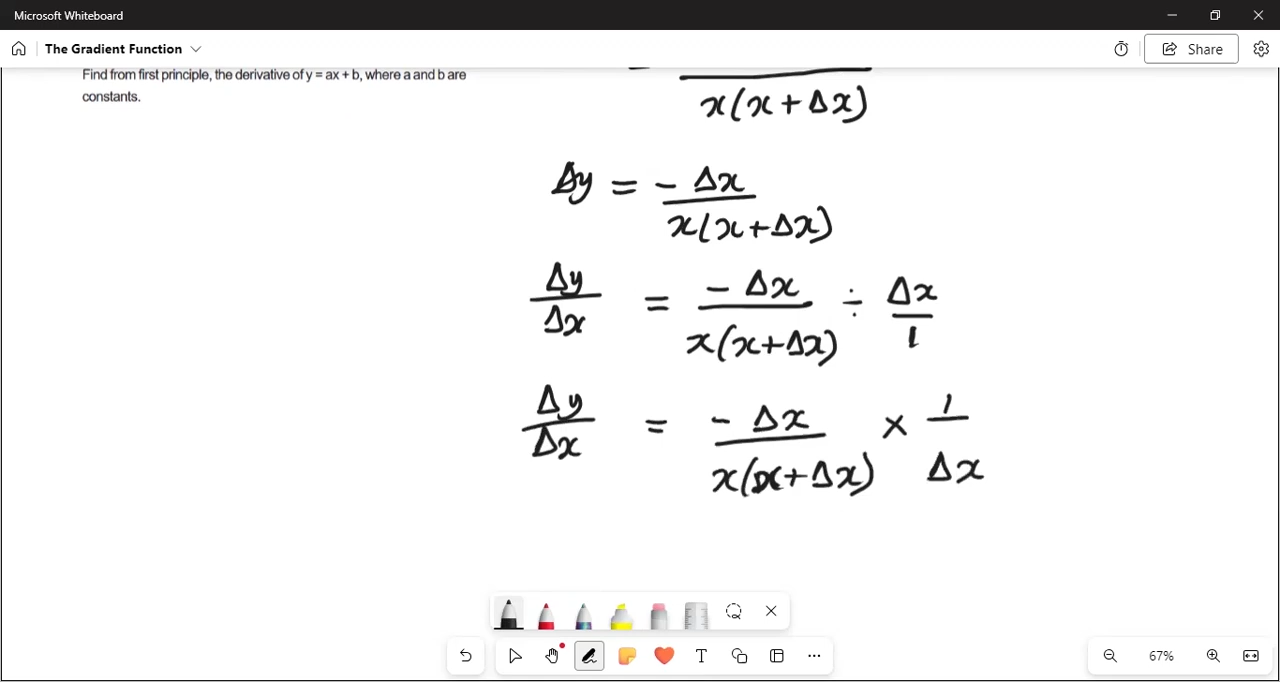 Microsoft Whiteboard
The Gradient Function
Share
Find from first principle, the derivative of y = ax + b, where a and b are
constants.
x(x+Δx)
Δy = -Δx
x(x+Δx)
Δy = -Δx ÷ Δx
Δx x(x+Δx) 1
Δy = -Δx × 1
Δx x(x+Δx) Δx
T
67%